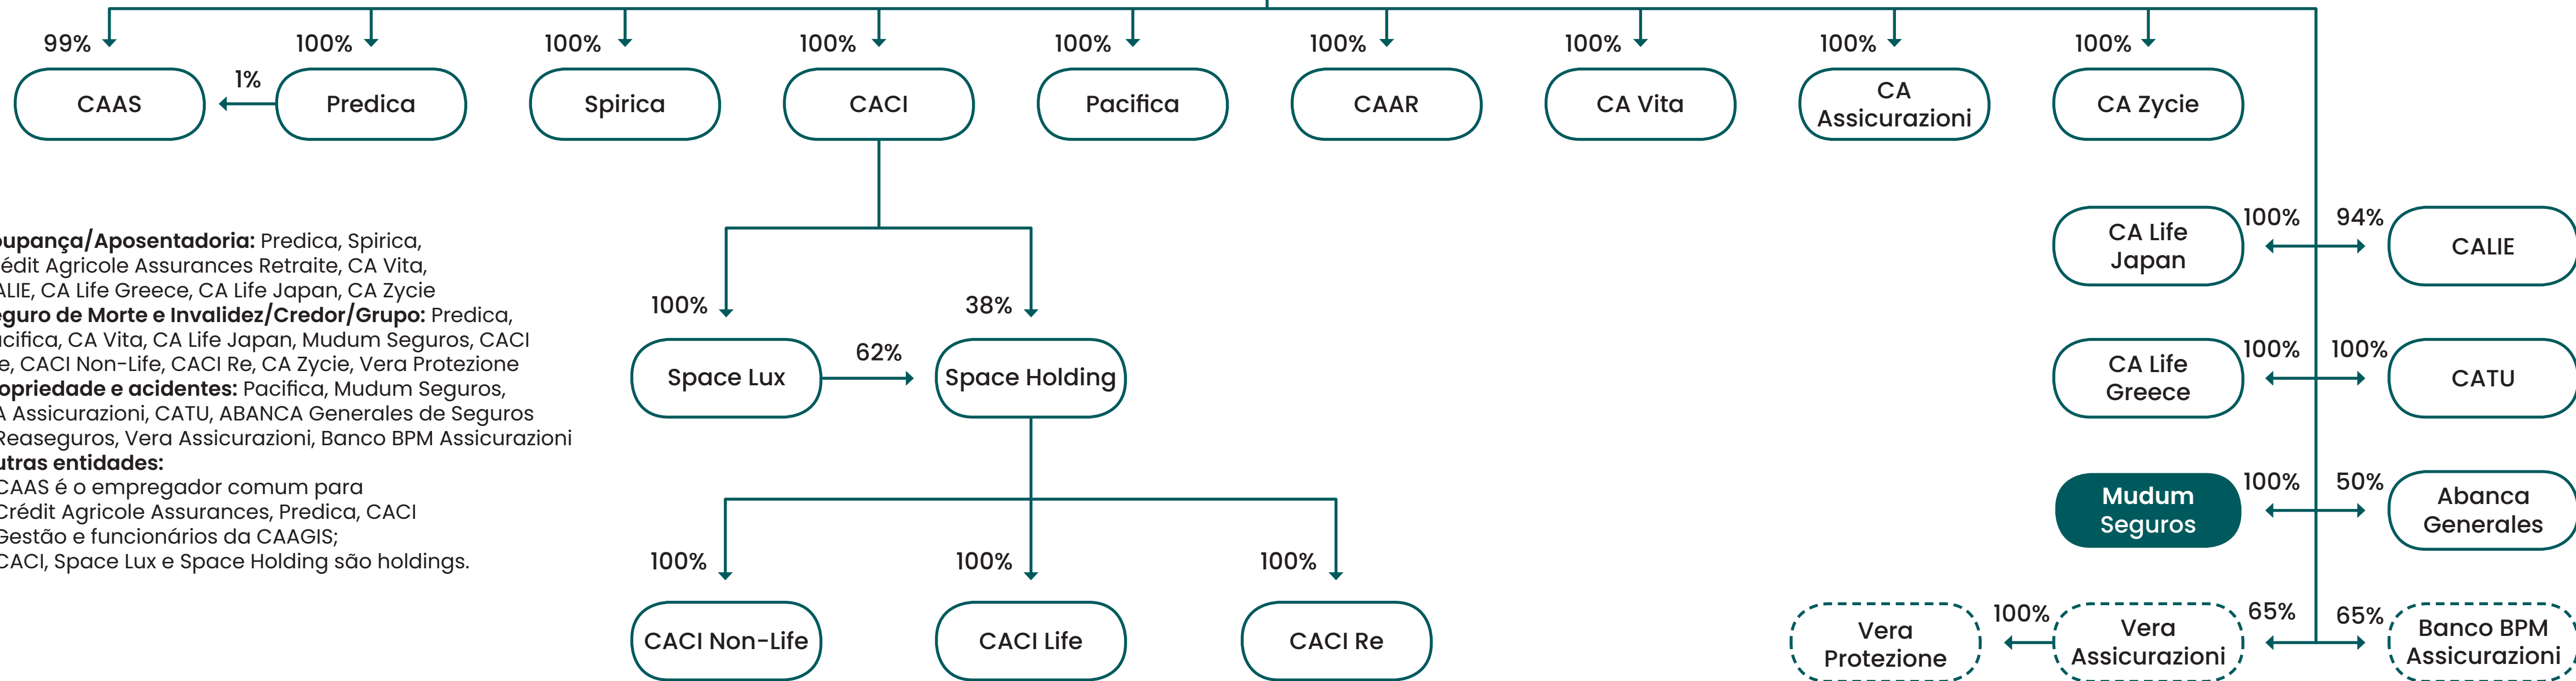 99%
100%
100%
100%
100%
100%
100%
100%
100%
1%
CAAS
Predica
Spirica
CACI
Pacifica
CAAR
CA Vita
CA
Assicurazioni
CA Zycie
oupança/Aposentadoria: Predica, Spirica,
édit Agricole Assurances Retraite, CA Vita,
ALIE, CA Life Greece, CA Life Japan, CA Zycie
eguro de Morte e Invalidez/Credor/Grupo: Predica,
acifica, CA Vita, CA Life Japan, Mudum Seguros, CACI
e, CACI Non-Life, CACI Re, CA Zycie, Vera Protezione
opriedade e acidentes: Pacifica, Mudum Seguros,
A Assicurazioni, CATU, ABANCA Generales de Seguros
Reaseguros, Vera Assicurazioni, Banco BPM Assicurazioni
utras entidades:
CAAS é o empregador comum para
Crédit Agricole Assurances, Predica, CACI
Gestão e funcionários da CAAGIS;
CACI, Space Lux e Space Holding são holdings.
100%
38%
Space Lux
62%
Space Holding
100%
100%
100%
CACI Non-Life
CACI Life
CACI Re
CA Life
Japan
100%
94%
CALIE
CA Life
Greece
100%
100%
CATU
Mudum
Seguros
100%
50%
Abanca
Generales
Vera
Protezione
100%
Vera
Assicurazioni
65%
65%
Banco BPM
Assicurazioni